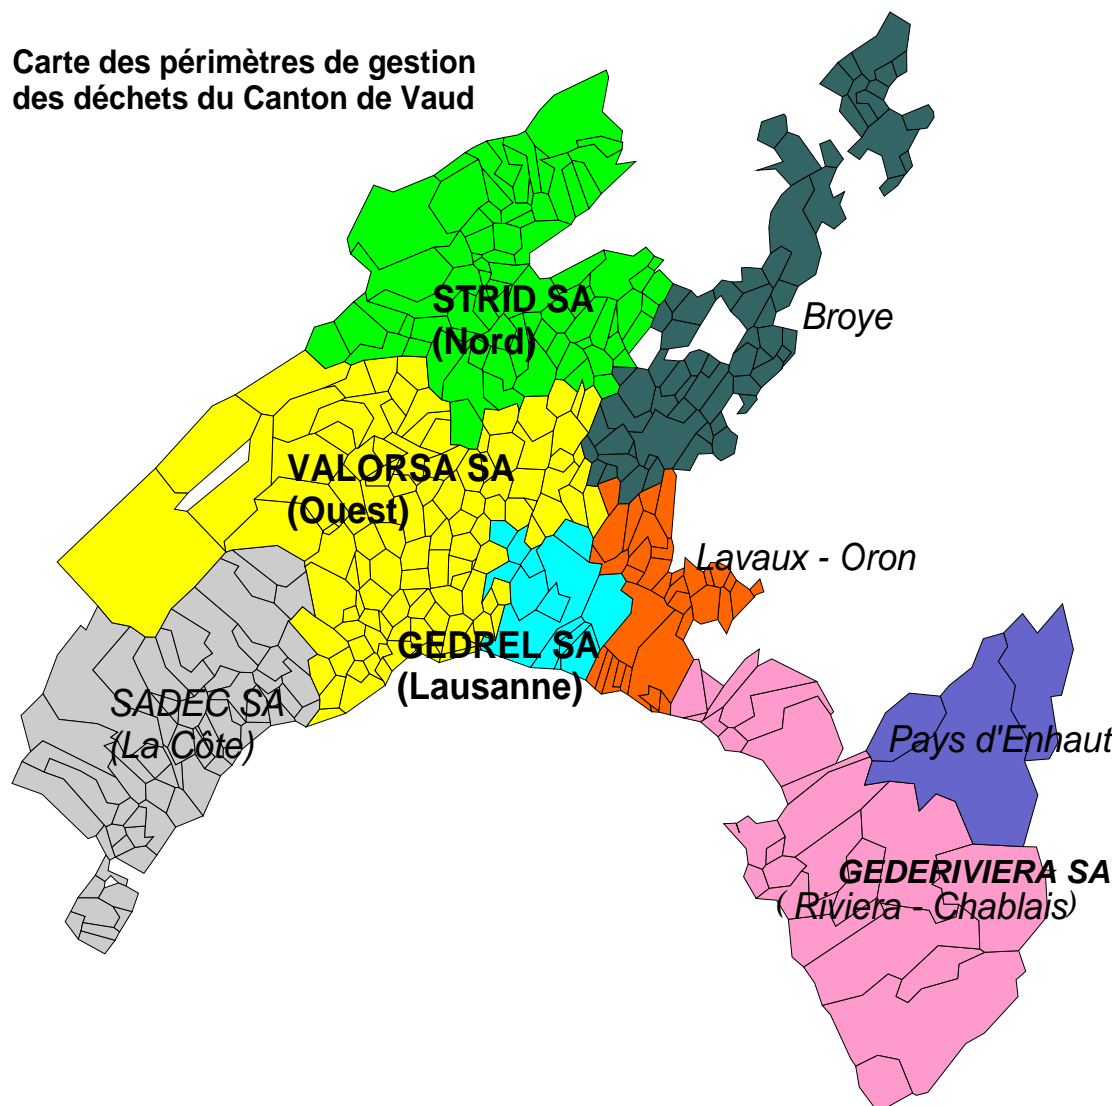 Carte des périmètres de gestion
des déchets du Canton de Vaud
STRID SA
(Nord)
Broye
VALORSA SA
(Ouest)
Lavaux - Oron
GEDREL SA
(Lausanne)
SADEC SA
(La Côte)
Pays d'Enhaut
GEDERIVIERA SA
( Riviera - Chablais)